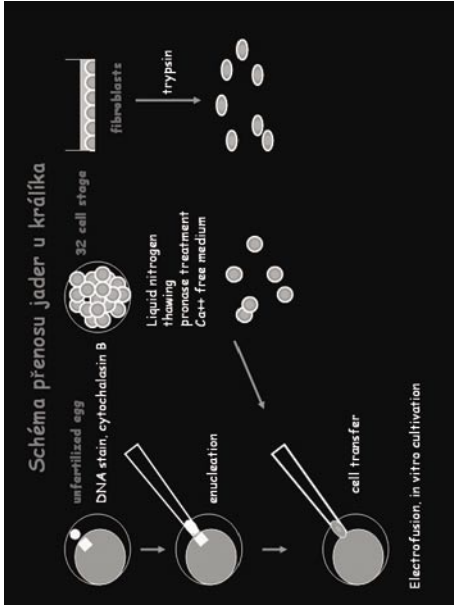 Schéma přenosu jader u králíka
unfertilized egg
DNA stain, cytochalasin B
enucleation
cell transfer
Electrofusion, in vitro cultivation
32 cell stage
Liquid nitrogen
thawing
pronase treatment
Ca++ free medium
fibroblasts
trypsin